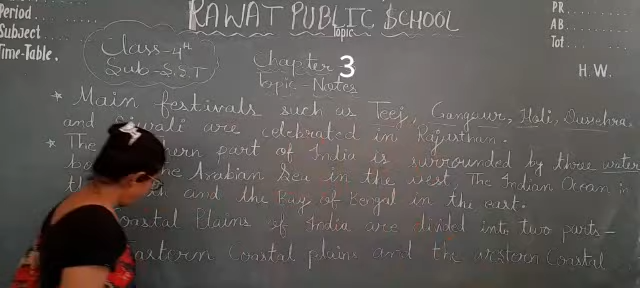 RAWAT PUBLIC SCHOOL
Period
Subject
Time-Table.
Topic
PR
AB
Tot
H.W.
Class-4th
Sub-S.S.T
Chapter 3
Topic - Notes
* Main festivals such as Teej, Gangaur, Holi, Dussehra
and Diwali are celebrated in Rajasthan.
* The part of India is surrounded by three water
the Arabian Sea in the west, The Indian Ocean in
and the Bay of Bengal in the east.
Coastal Plains of India are divided into two parts-
Eastern Coastal plains and the western Coastal